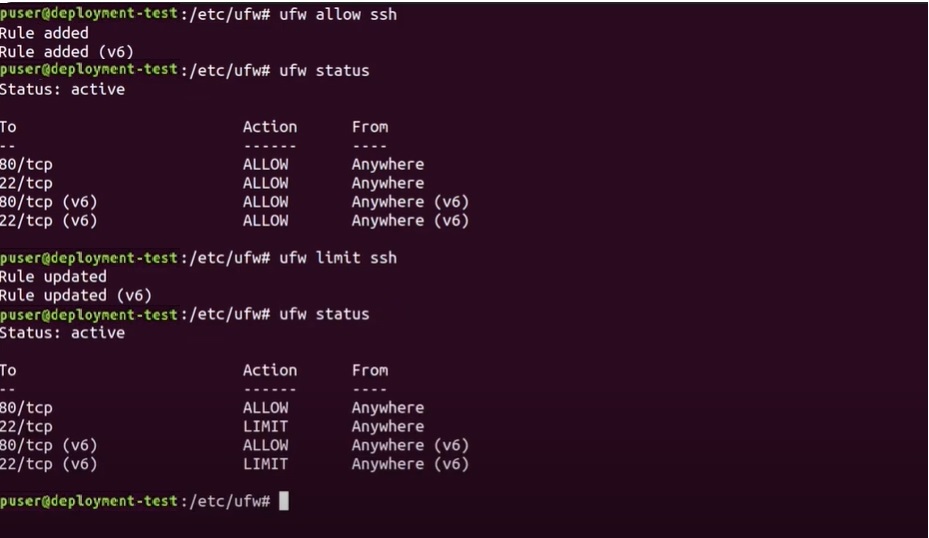 puser@deployment-test:/etc/ufw# ufw allow ssh
Rule added
Rule added (v6)
puser@deployment-test:/etc/ufw# ufw status
Status: active
To Action From
-- ------ ----
80/tcp ALLOW Anywhere
22/tcp ALLOW Anywhere
80/tcp (v6) ALLOW Anywhere (v6)
22/tcp (v6) ALLOW Anywhere (v6)
puser@deployment-test:/etc/ufw# ufw limit ssh
Rule updated
Rule updated (v6)
puser@deployment-test:/etc/ufw# ufw status
Status: active
To Action From
-- ------ ----
80/tcp ALLOW Anywhere
22/tcp LIMIT Anywhere
80/tcp (v6) ALLOW Anywhere (v6)
22/tcp (v6) LIMIT Anywhere (v6)
puser@deployment-test:/etc/ufw#